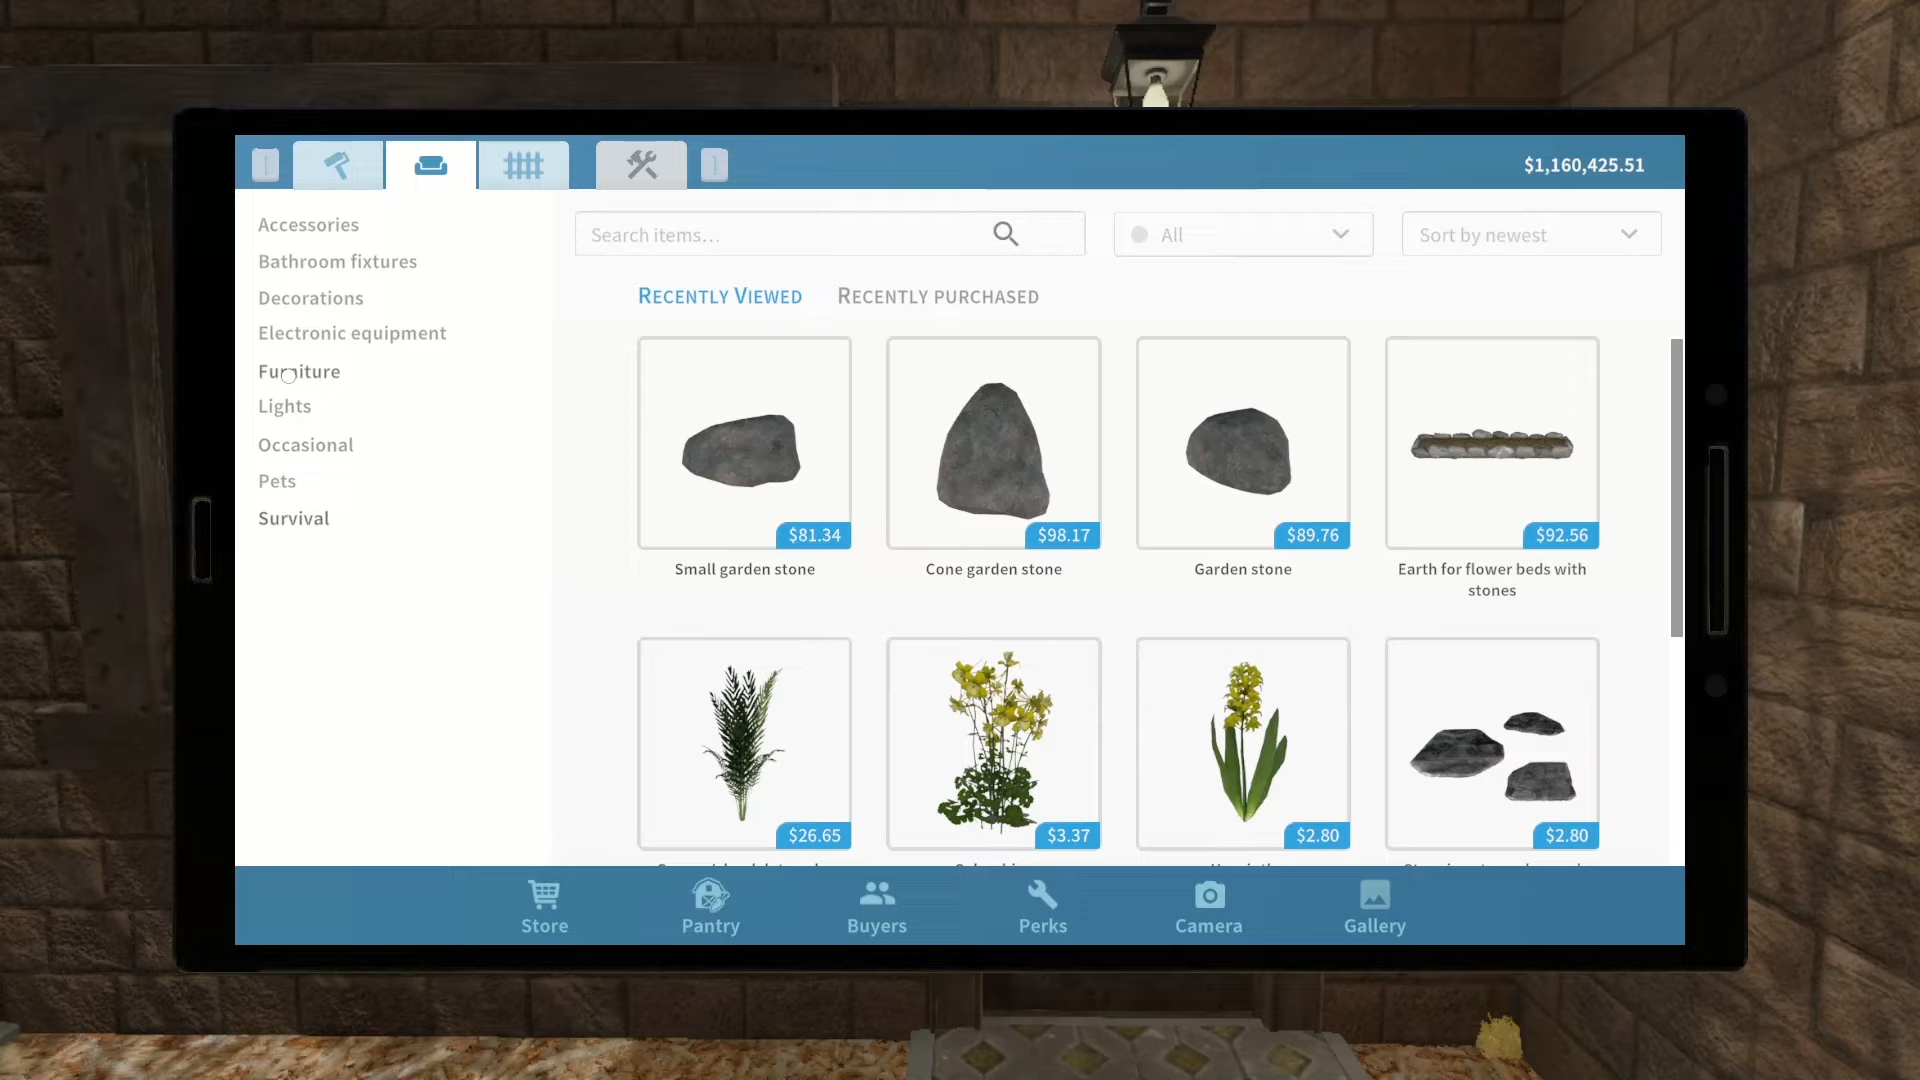 [
]
$1,160,425.51
Accessories
Bathroom fixtures
Decorations
Electronic equipment
Furniture
Lights
Occasional
Pets
Survival
Search items...
All
Sort by newest
RECENTLY VIEWED
RECENTLY PURCHASED
$81.34
$98.17
$89.76
$92.56
Small garden stone
Cone garden stone
Garden stone
Earth for flower beds with
stones
$26.65
$3.37
$2.80
$2.80
Store
Pantry
Buyers
Perks
Camera
Gallery